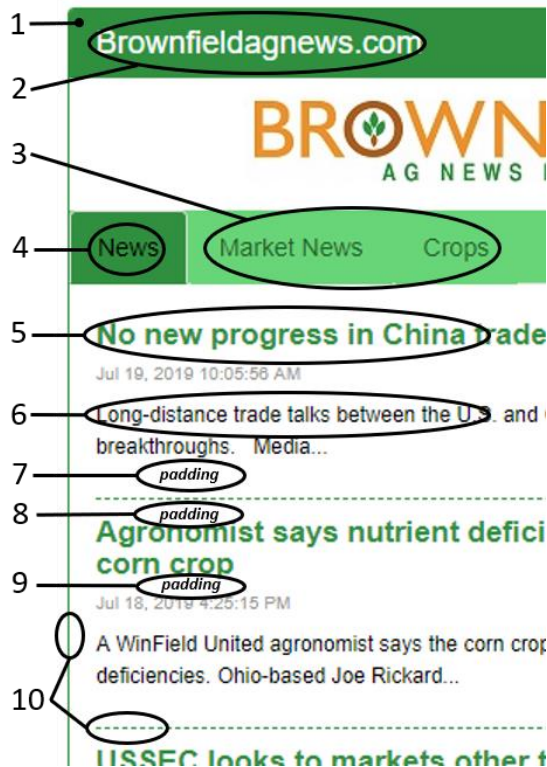 1
Brownfieldagnews.com
2
BROWN
3
AG NEWS
4 News Market News Crops
5 No new progress in China trade
Jul 19, 2019 10:05:56 AM
6 Long-distance trade talks between the U.S. and
breakthroughs. Media...
7 padding
8 padding
Agronomist says nutrient defici
corn crop
9 padding
Jul 18, 2019 4:25:15 PM
A WinField United agronomist says the corn crop
deficiencies. Ohio-based Joe Rickard...
10
USSEC looks to markets other t